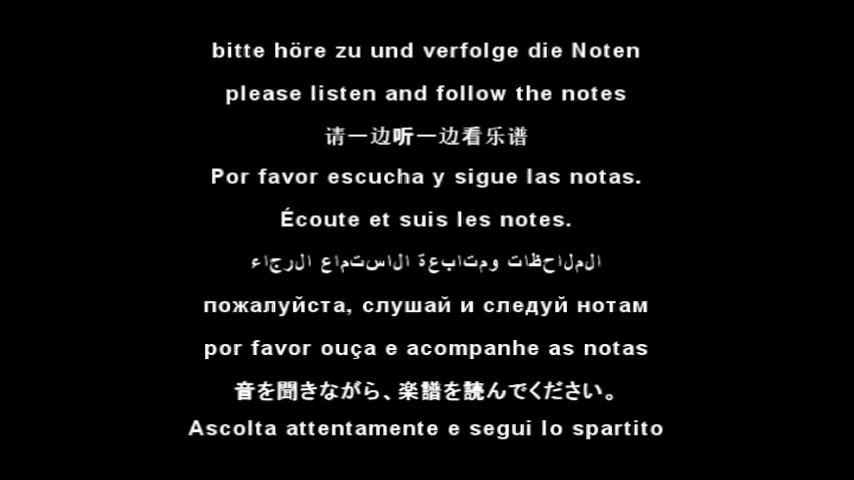 bitte höre zu und verfolge die Noten
please listen and follow the notes
请一边听一边看乐谱
Por favor escucha y sigue las notas.
Écoute et suis les notes.
الملاحظات ومتابعة الاستماع الرجاء
пожалуйста, слушай и следуй нотам
por favor ouça e acompanhe as notas
音を聞きながら、楽譜を読んでください。
Ascolta attentamente e segui lo spartito